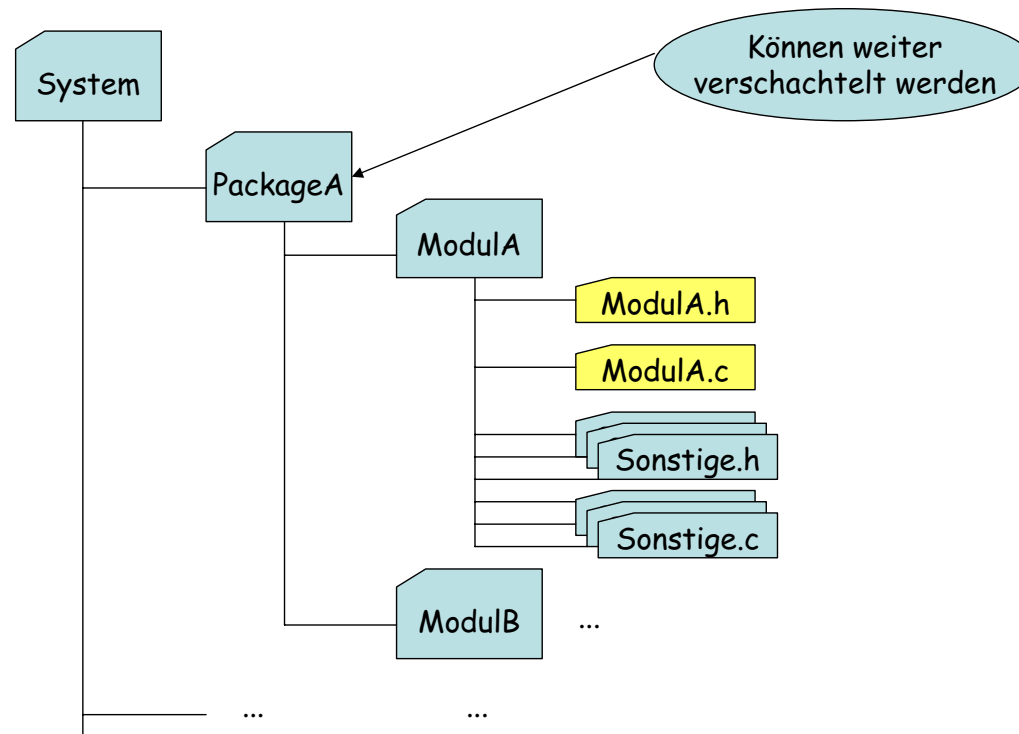 Können weiter
verschachtelt werden
System
PackageA
ModulA
ModulA.h
ModulA.c
Sonstige.h
Sonstige.c
ModulB
...
...
...